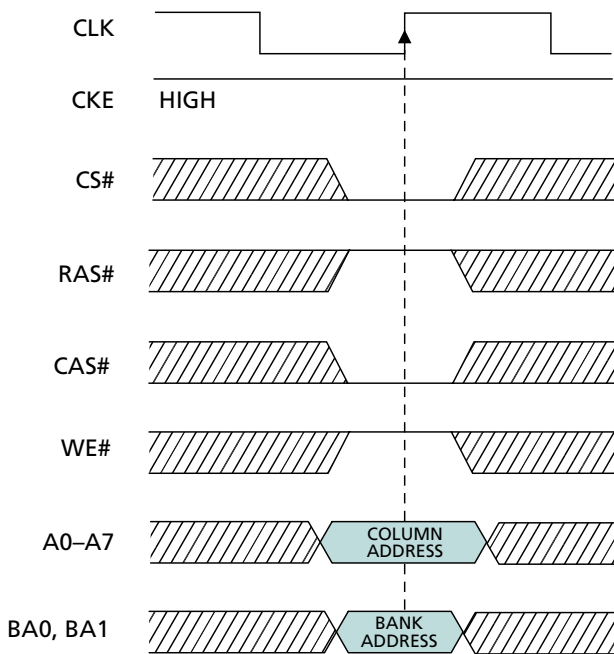 CLK
CKE HIGH
CS#
RAS#
CAS#
WE#
A0–A7 COLUMN
ADDRESS
BA0, BA1 BANK
ADDRESS